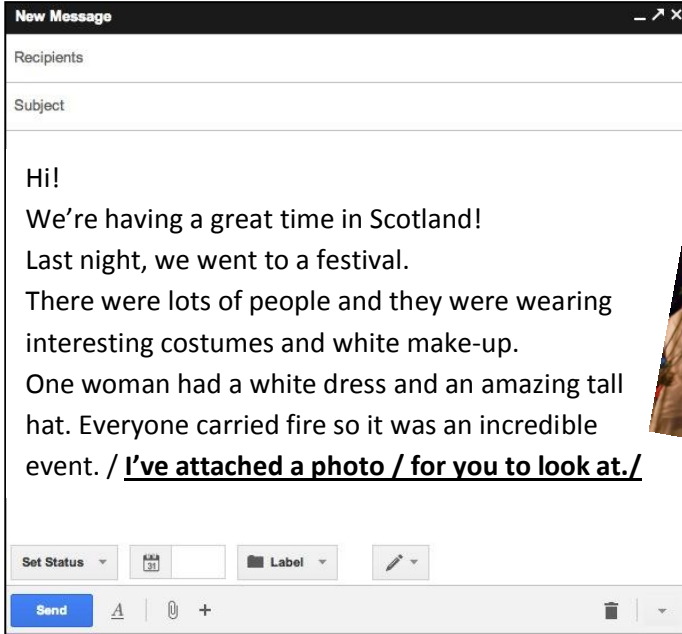 New Message
Recipients
Subject
Hi!
We're having a great time in Scotland!
Last night, we went to a festival.
There were lots of people and they were wearing
interesting costumes and white make-up.
One woman had a white dress and an amazing tall
hat. Everyone carried fire so it was an incredible
event. / I've attached a photo / for you to look at./
Set Status 31 Label
Send A